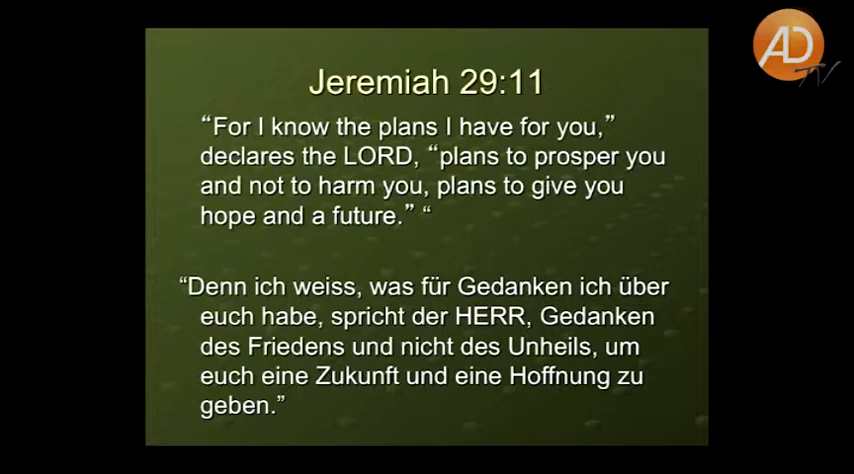 AD
TV
Jeremiah 29:11
“For I know the plans I have for you,”
declares the LORD, “plans to prosper you
and not to harm you, plans to give you
hope and a future.” “
“Denn ich weiss, was für Gedanken ich über
euch habe, spricht der HERR, Gedanken
des Friedens und nicht des Unheils, um
euch eine Zukunft und eine Hoffnung zu
geben.”